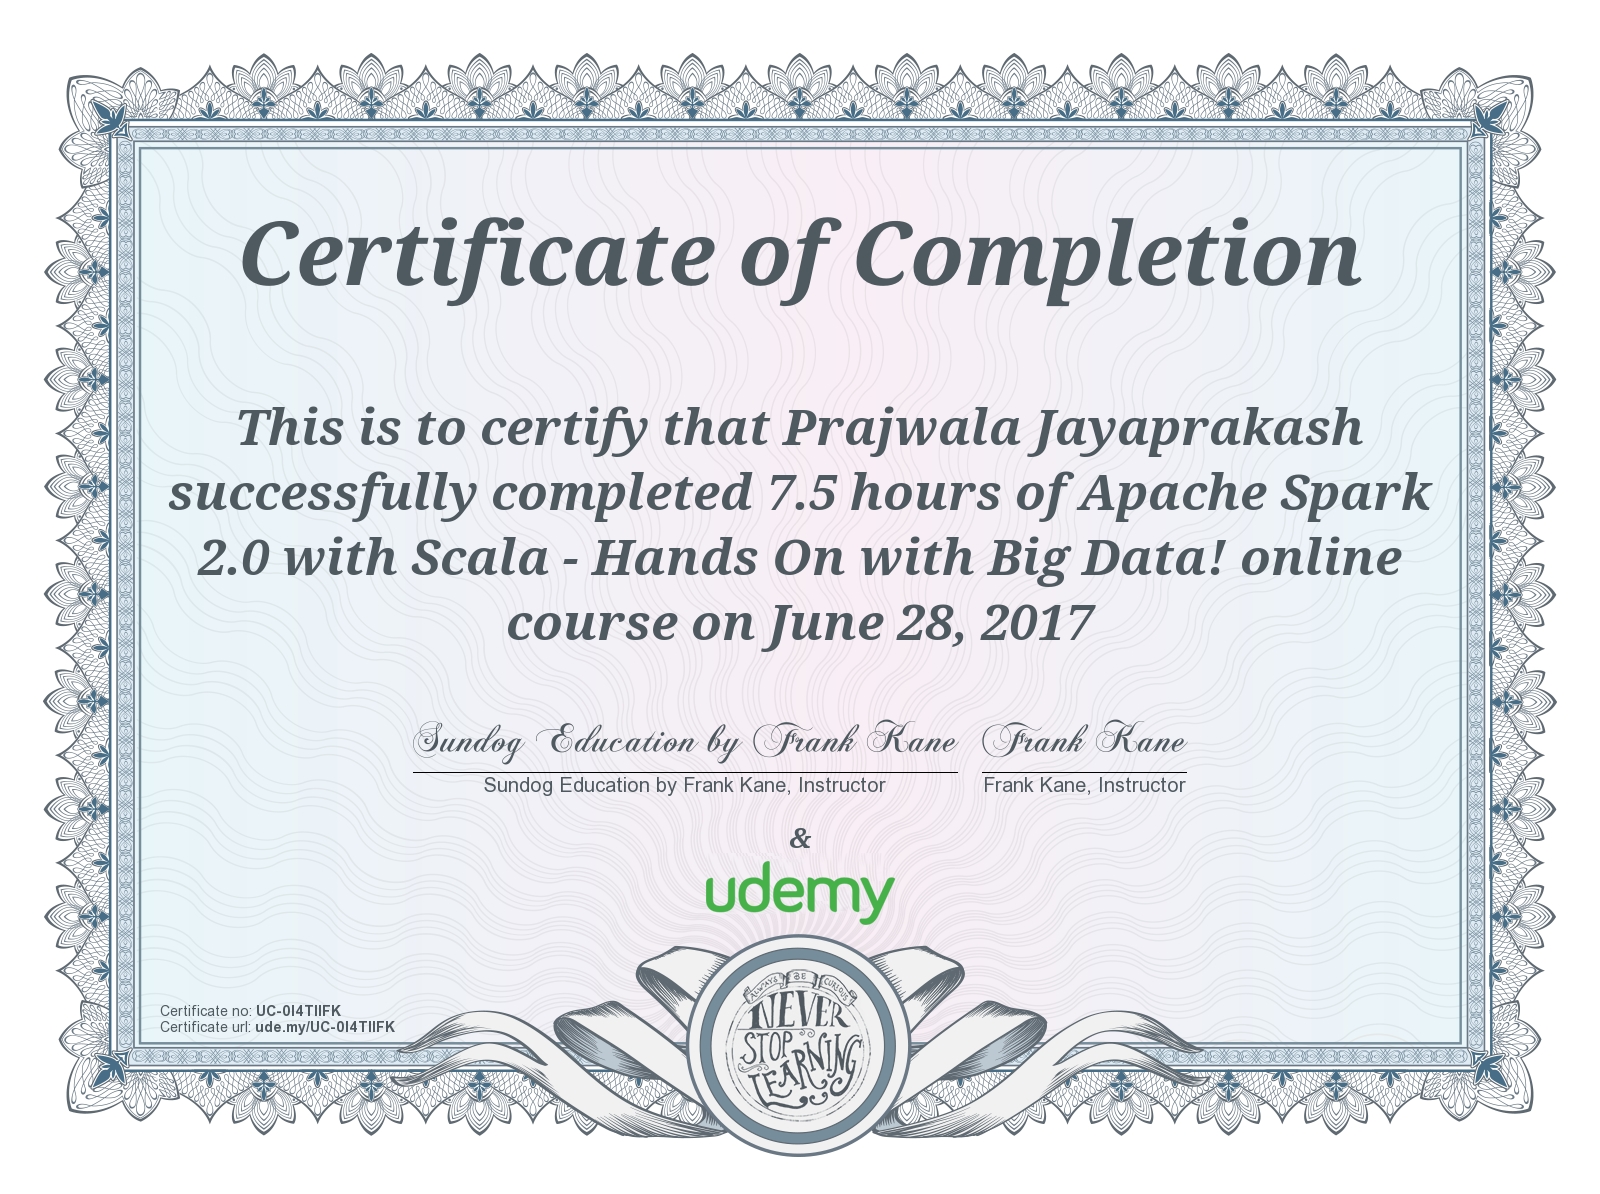 Certificate of Completion
This is to certify that Prajwala Jayaprakash
successfully completed 7.5 hours of Apache Spark
2.0 with Scala - Hands On with Big Data! online
course on June 28, 2017
Sundog Education by Frank Kane Frank Kane
Sundog Education by Frank Kane, Instructor Frank Kane, Instructor
&
udemy
Certificate no: UC-0I4TIIFK
Certificate url: ude.my/UC-0I4TIIFK
ALWAYS BE CURIOUS
NEVER
STOP
LEARNING